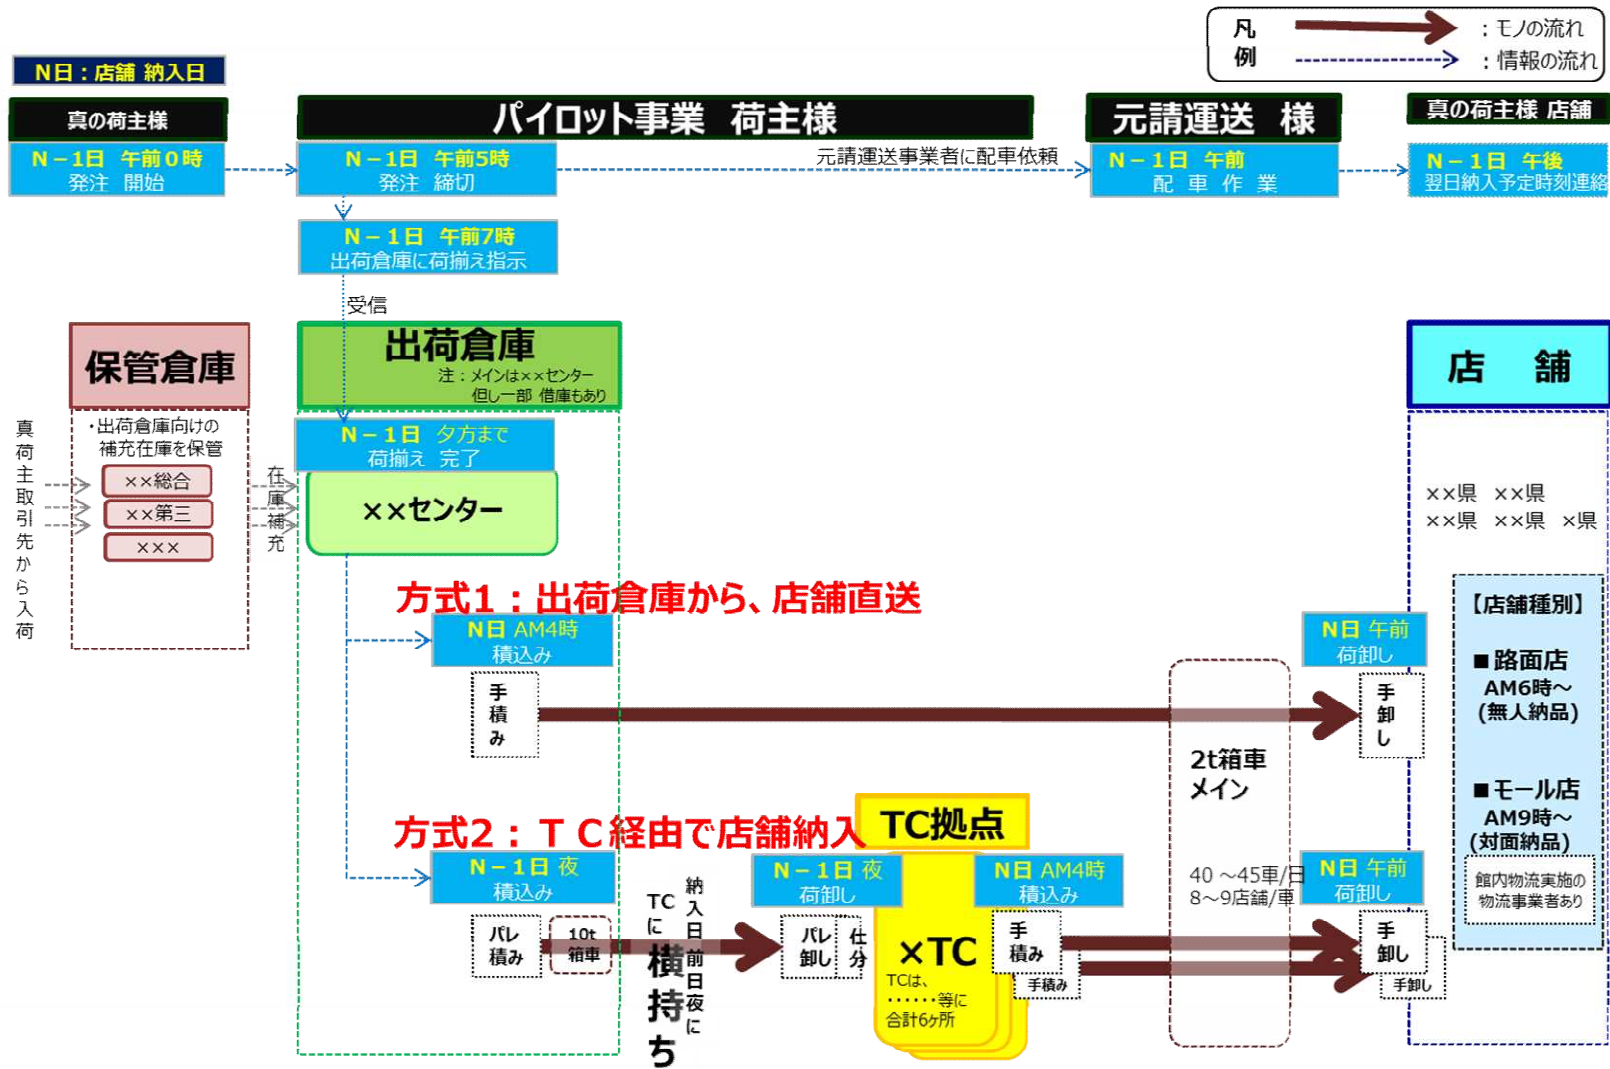 凡例
：モノの流れ
：情報の流れ
N日：店舗 納入日
真の荷主様
パイロット事業 荷主様
元請運送 様
真の荷主様 店舗
N－1日 午前０時
発注 開始
N－1日 午前5時
発注 締切
元請運送事業者に配車依頼
N－1日 午前
配 車 作 業
N－1日 午後
翌日納入予定時刻連絡
N－1日 午前7時
出荷倉庫に荷揃え指示
受信
保管倉庫
出荷倉庫
注：メインは××センター
但し一部 借庫もあり
店 舗
真荷主取引先から入荷
・出荷倉庫向けの
補充在庫を保管
××総合
××第三
×××
在庫補充
N－1日 夕方まで
荷揃え 完了
××センター
××県 ××県
××県 ××県 ×県
方式1：出荷倉庫から、店舗直送
N日 AM4時
積込み
手積み
N日 午前
荷卸し
手卸し
【店舗種別】
■路面店
AM6時～
(無人納品)
■モール店
AM9時～
(対面納品)
館内物流実施の
物流事業者あり
2t箱車
メイン
40 ～45車/日
8～9店舗/車
方式2：ＴＣ経由で店舗納入
TC拠点
N－1日 夜
積込み
パレ
積み
10t
箱車
納入日前日夜に
TCに横持ち
N－1日 夜
荷卸し
パレ
卸し
仕分
×TC
TCは、
・・・・・・等に
合計6ヶ所
N日 AM4時
積込み
手
積み
手積み
N日 午前
荷卸し
手
卸し
手卸し